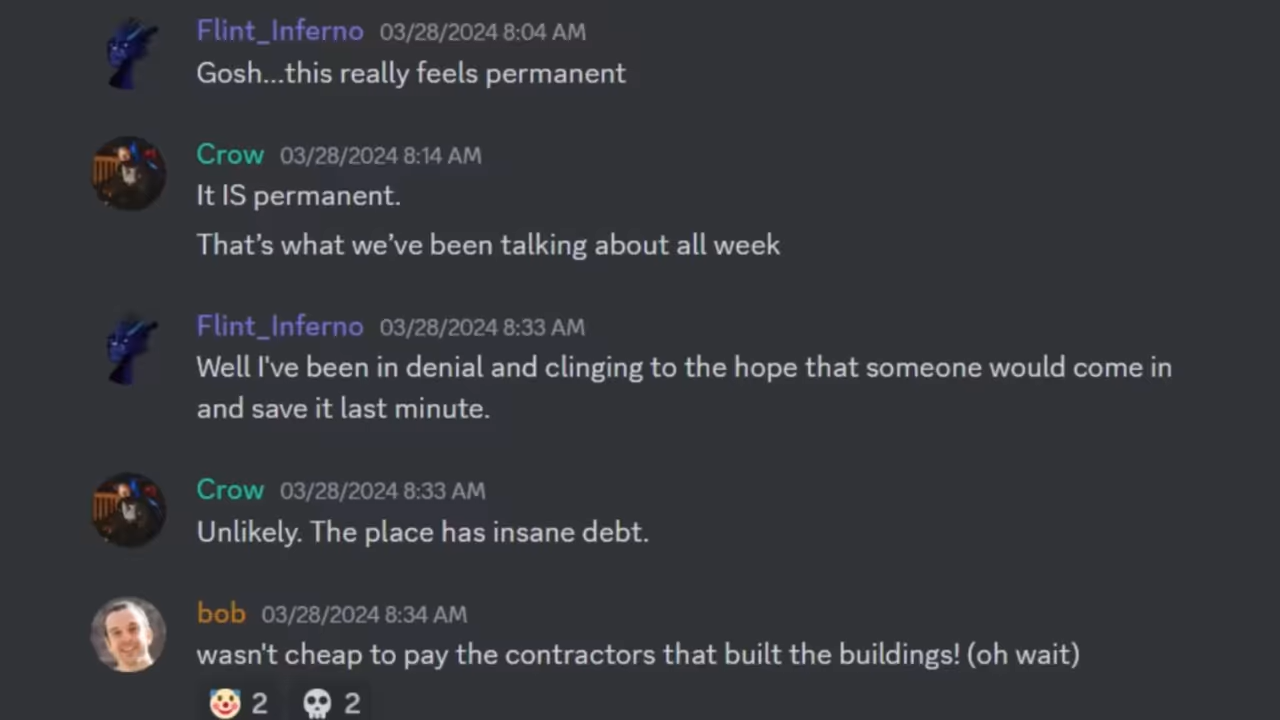 Flint_Inferno 03/28/2024 8:04 AM
Gosh...this really feels permanent
Crow 03/28/2024 8:14 AM
It IS permanent.
That’s what we’ve been talking about all week
Flint_Inferno 03/28/2024 8:33 AM
Well I've been in denial and clinging to the hope that someone would come in
and save it last minute.
Crow 03/28/2024 8:33 AM
Unlikely. The place has insane debt.
bob 03/28/2024 8:34 AM
wasn't cheap to pay the contractors that built the buildings! (oh wait)
🤡 2 💀 2